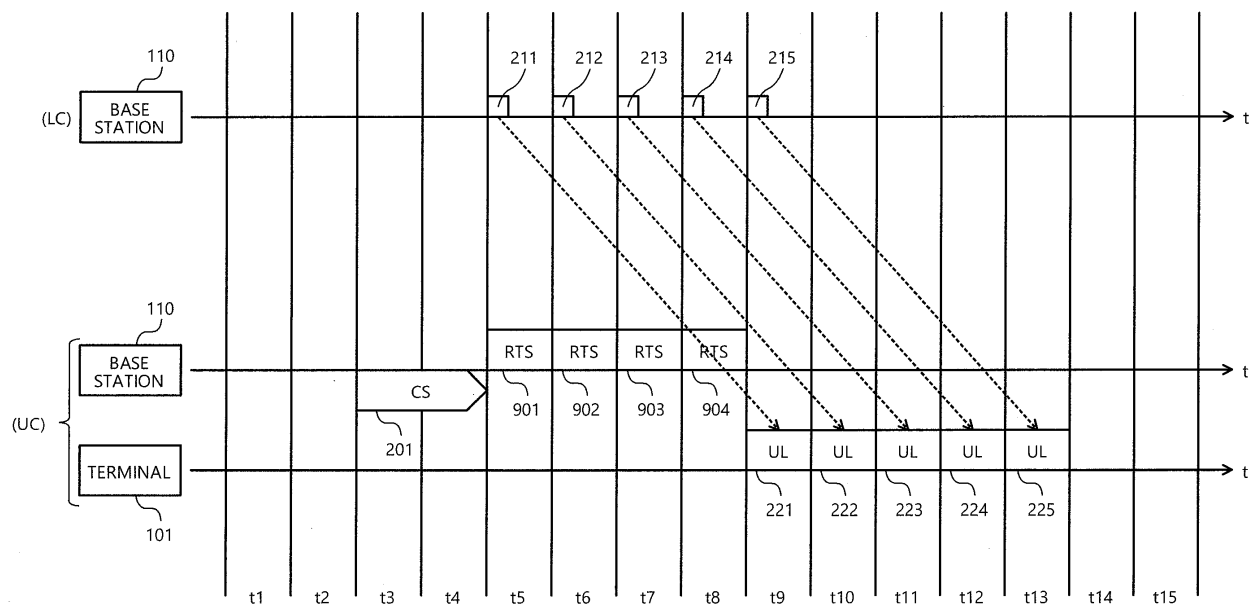 110
211
212
213
214
215
(LC)
BASE
STATION
t
110
BASE
STATION
RTS
RTS
RTS
RTS
t
CS
901
902
903
904
(UC)
201
UL
UL
UL
UL
UL
TERMINAL
t
221
222
223
224
225
101
t1
t2
t3
t4
t5
t6
t7
t8
t9
t10
t11
t12
t13
t14
t15